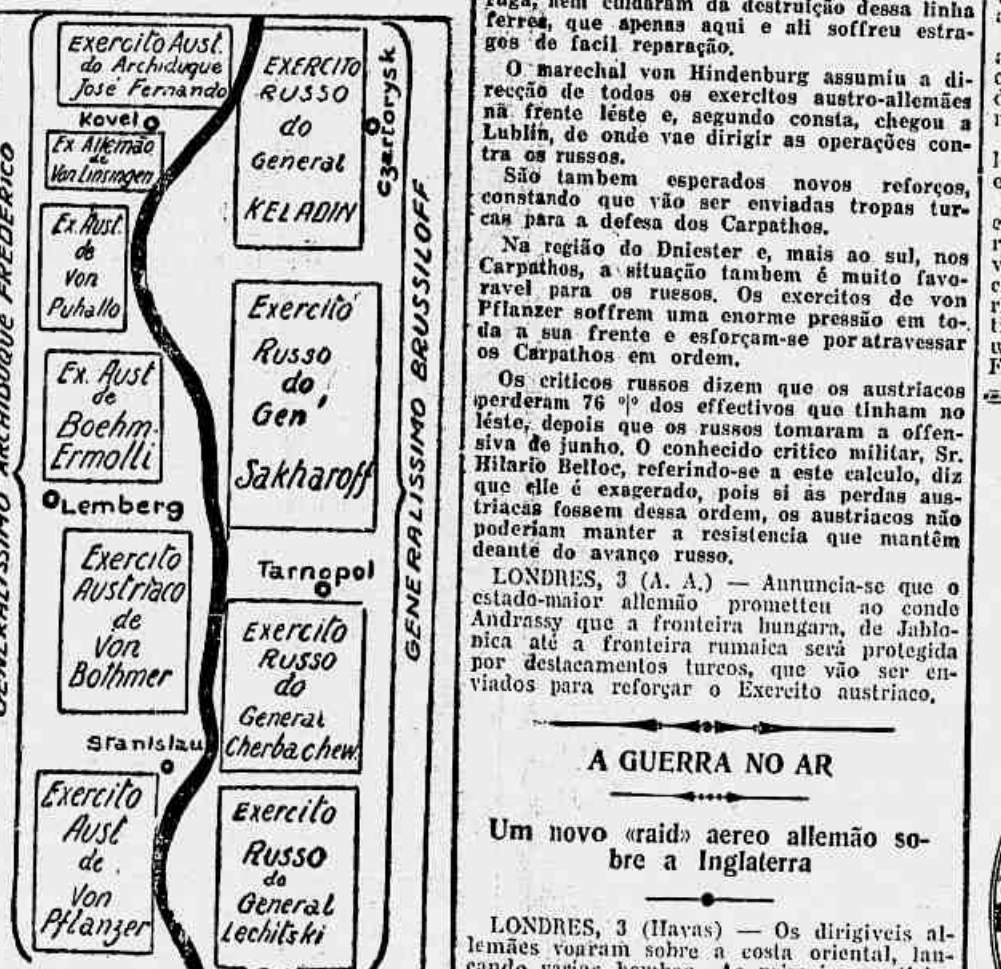 GENERALISSIMO ARCHIDUQUE FREDERICO
Exercito Aust.
do Archiduque
José Fernando
Kovel
Ex Allemão
de
Von Linsingen
Ex. Aust.
de
Von
Puhallo
Ex. Aust
de
Boehm-
Ermolli
Lemberg
Exercito
Austriaco
de
Von
Bothmer
Stanislau
Exercito
Aust
de
Von
Pflanzer
EXERCITO
RUSSO
do
General
KELADIN
Czartorysk
Exercito
Russo
do
Gen'
Sakharoff
Tarnopol
Exercito
Russo
do
General
Cherbachew.
Exercito
Russo
do
General
Lechitski
GENERALISSIMO BRUSSILOFF
fuga, nem cuidaram da destruição dessa linha
ferrea, que apenas aqui e ali soffreu estra-
gos de facil reparação.
O marechal von Hindenburg assumiu a di-
recção de todos os exercitos austro-allemães
na frente léste e, segundo consta, chegou a
Lublin, de onde vae dirigir as operações con-
tra os russos.
São tambem esperados novos reforços,
constando que vão ser enviadas tropas tur-
cas para a defesa dos Carpathos.
Na região do Dniester e, mais ao sul, nos
Carpathos, a situação tambem é muito favo-
ravel para os russos. Os exercitos de von
Pflanzer soffrem uma enorme pressão em to-
da a sua frente e esforçam-se por atravessar
os Carpathos em ordem.
Os criticos russos dizem que os austriacos
perderam 76 °|° dos effectivos que tinham no
léste, depois que os russos tomaram a offen-
siva de junho. O conhecido critico militar, Sr.
Hilario Belloc, referindo-se a este calculo, diz
que elle é exagerado, pois si as perdas aus-
triacas fossem dessa ordem, os austriacos não
poderiam manter a resistencia que mantêm
deante do avanço russo.
LONDRES, 3 (A. A.) — Annuncia-se que o
estado-maior allemão prometteu ao conde
Andrassy que a fronteira hungara, de Jablo-
nica até a fronteira rumaica será protegida
por destacamentos turcos, que vão ser en-
viados para reforçar o Exercito austriaco.
A GUERRA NO AR
Um novo «raid» aereo allemão so-
bre a Inglaterra
LONDRES, 3 (Havas) — Os dirigiveis al-
lemães voaram sobre a costa oriental, lan-
çando varias bombas.